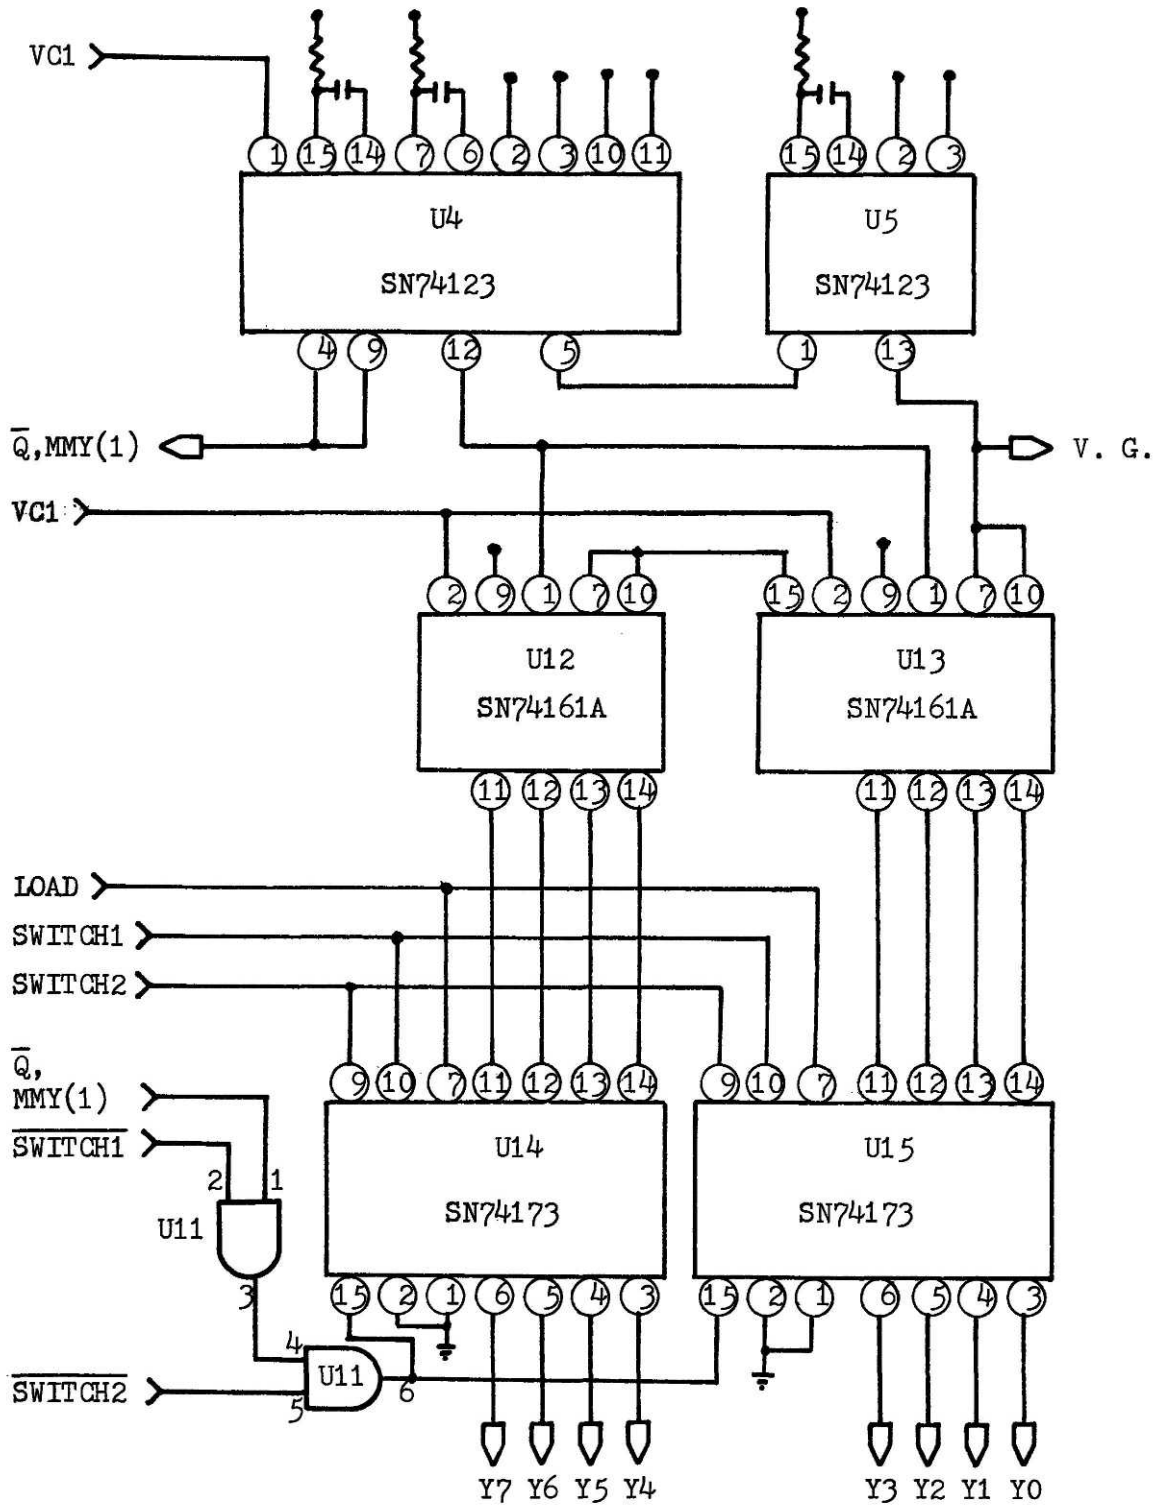 VC1
1 15 14 7 6 2 3 10 11
15 14 2 3
U4
SN74123
U5
SN74123
4 9 12 5
1 13
Q̅,MMY(1)
V. G.
VC1
2 9 1 7 10
15 2 9 1 7 10
U12
SN74161A
U13
SN74161A
11 12 13 14
11 12 13 14
LOAD
SWITCH1
SWITCH2
Q̅,
MMY(1)
S̅W̅I̅T̅C̅H̅1̅
9 10 7 11 12 13 14
9 10 7 11 12 13 14
2 1
U11
3
U14
SN74173
U15
SN74173
15 2 1 6 5 4 3
15 2 1 6 5 4 3
4
U11
5
6
S̅W̅I̅T̅C̅H̅2̅
Y7 Y6 Y5 Y4
Y3 Y2 Y1 Y0